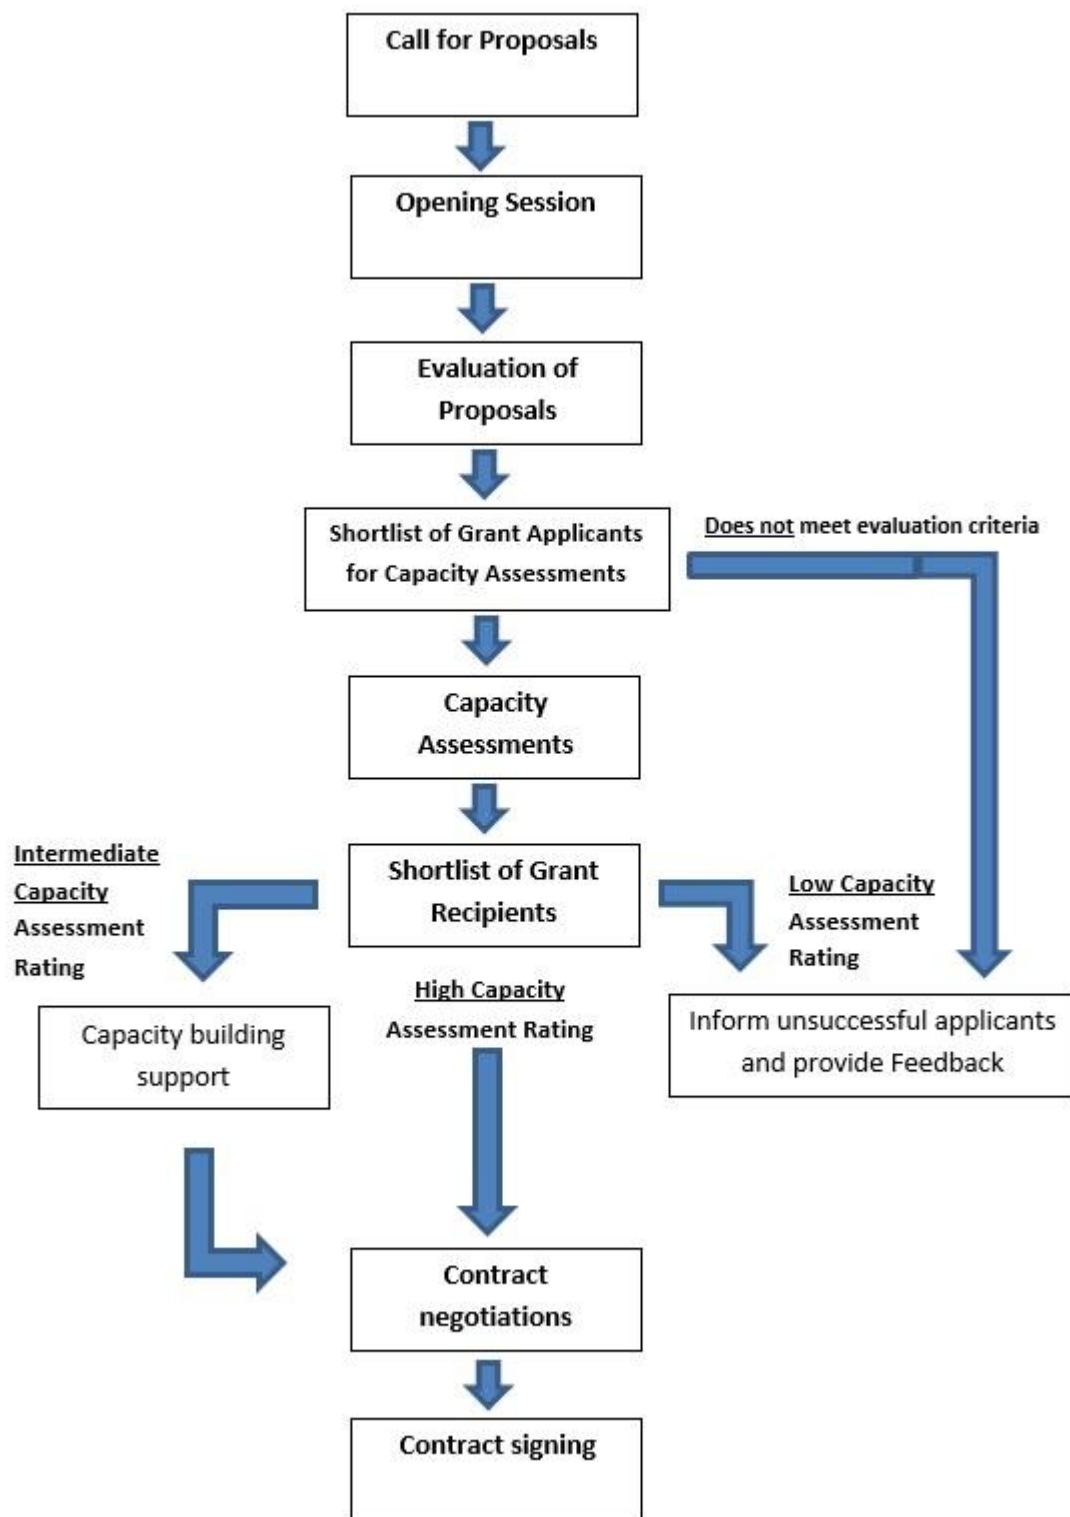 Call for Proposals
Opening Session
Evaluation of
Proposals
Shortlist of Grant Applicants
for Capacity Assessments
Does not meet evaluation criteria
Capacity
Assessments
Shortlist of Grant
Recipients
Intermediate
Capacity
Assessment
Rating
Low Capacity
Assessment
Rating
High Capacity
Assessment Rating
Capacity building
support
Inform unsuccessful applicants
and provide Feedback
Contract
negotiations
Contract signing